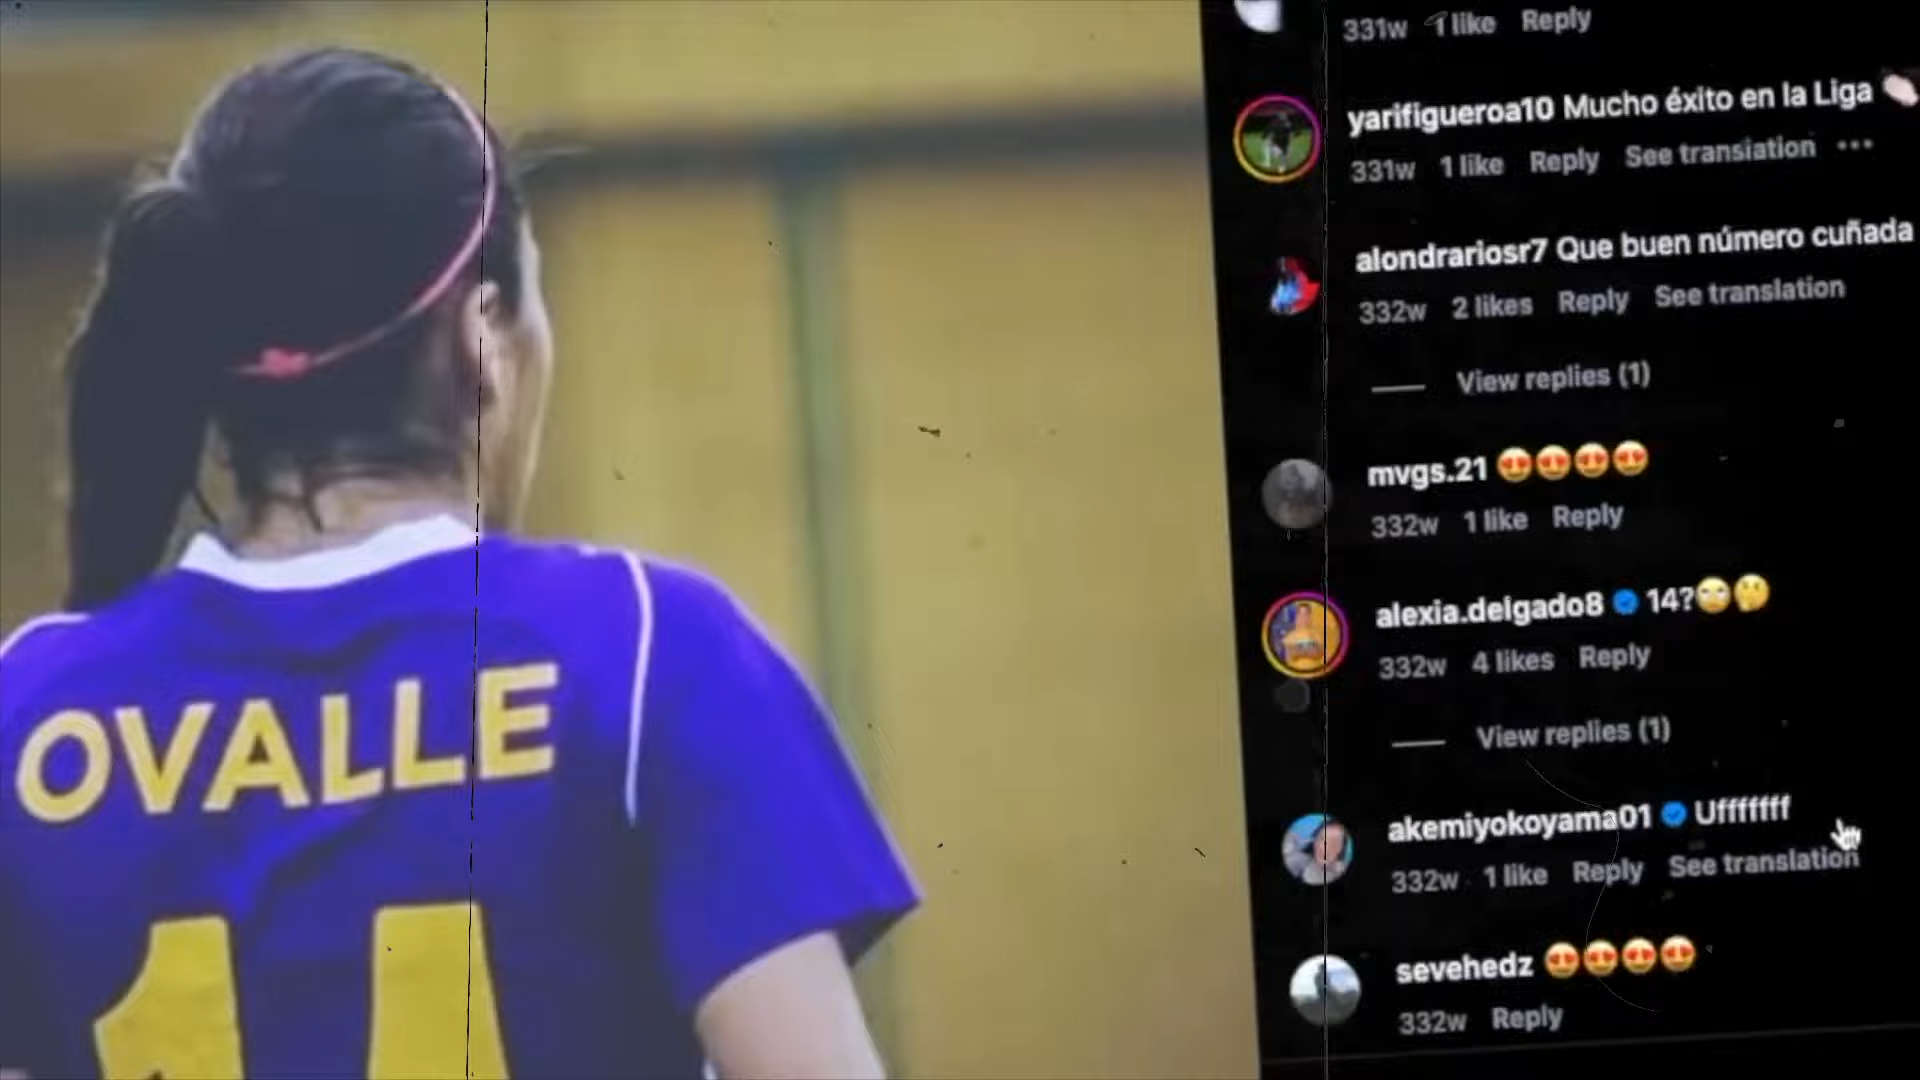 OVALLE
14
331w 1 like Reply
yarifigueroa10 Mucho éxito en la Liga
331w 1 like Reply See translation
alondrariosr7 Que buen número cuñada
332w 2 likes Reply See translation
View replies (1)
mvgs.21 😍😍😍😍
332w 1 like Reply
alexia.delgado8 14?🙄🤔
332w 4 likes Reply
View replies (1)
akemiyokoyama01 Ufffffff
332w 1 like Reply See translation
sevehedz 😍😍😍😍
332w Reply